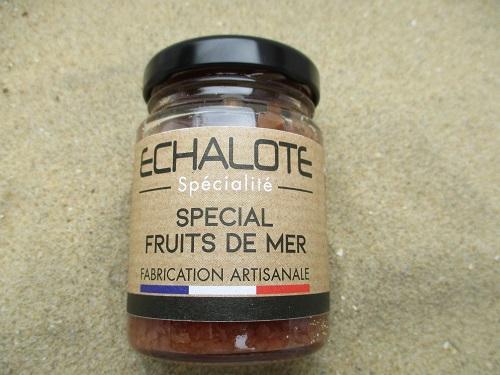 ECHALOTE
Spécialité
SPECIAL
FRUITS DE MER
FABRICATION ARTISANALE